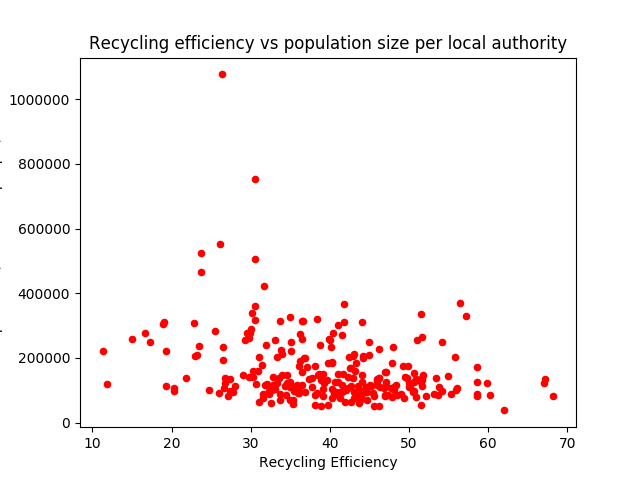 Recycling efficiency vs population size per local authority
1000000
800000
600000
400000
200000
0
10 20 30 40 50 60 70
Recycling Efficiency